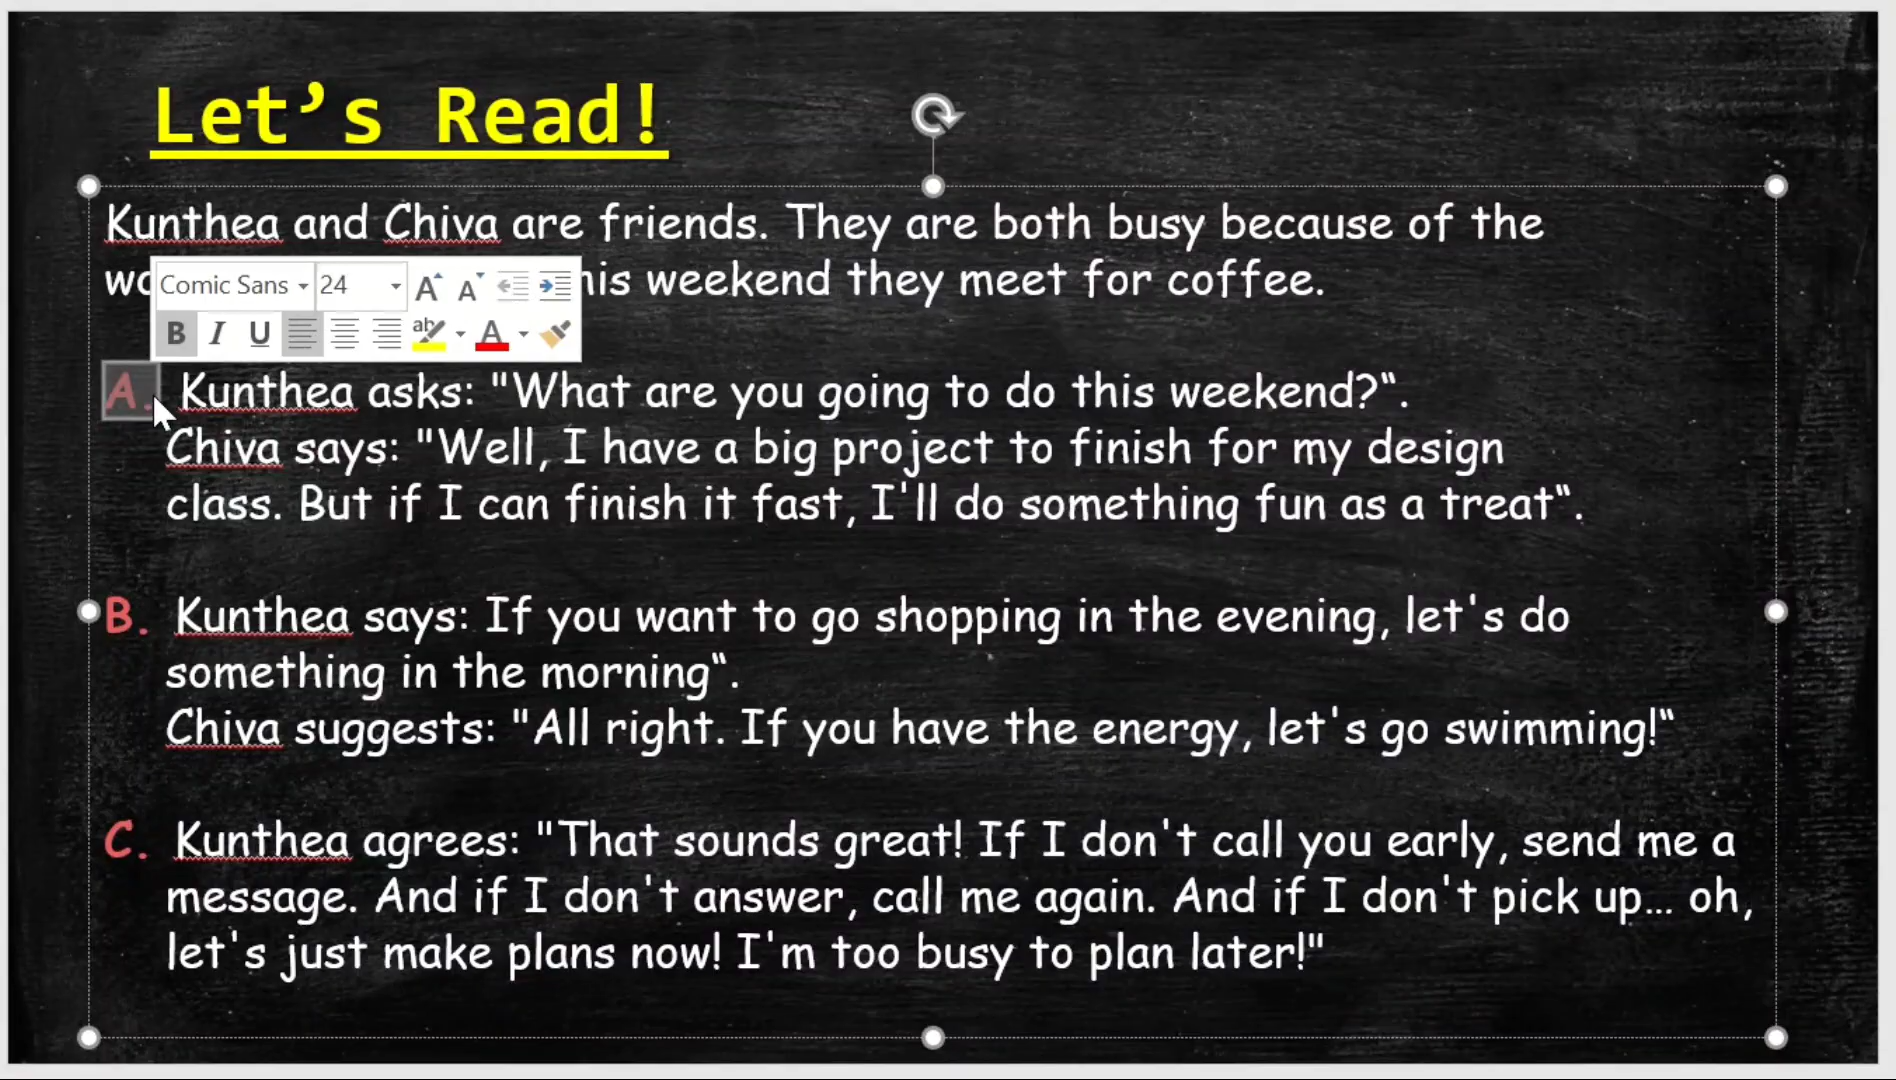 Let’s Read!
Kunthea and Chiva are friends. They are both busy because of the
this weekend they meet for coffee.
Comic Sans 24
B I U
A. Kunthea asks: "What are you going to do this weekend?“.
Chiva says: "Well, I have a big project to finish for my design
class. But if I can finish it fast, I'll do something fun as a treat“.
B. Kunthea says: If you want to go shopping in the evening, let's do
something in the morning“.
Chiva suggests: "All right. If you have the energy, let's go swimming!“
C. Kunthea agrees: "That sounds great! If I don't call you early, send me a
message. And if I don't answer, call me again. And if I don't pick up… oh,
let's just make plans now! I'm too busy to plan later!"